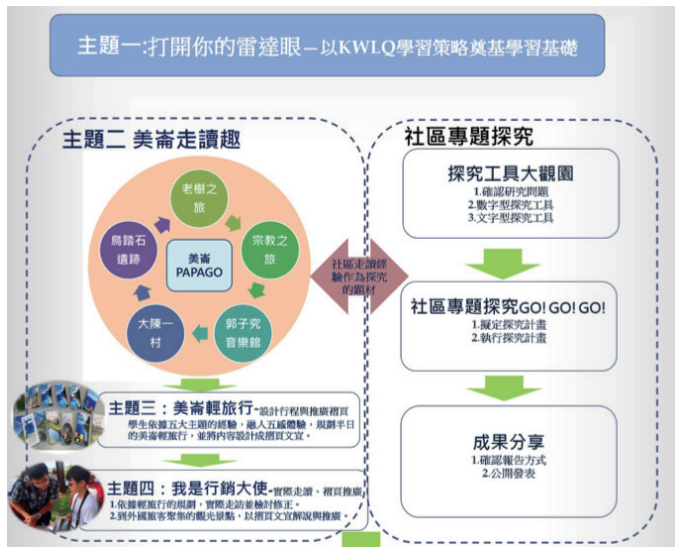 主題一:打開你的雷達眼—以KWLQ學習策略奠基學習基礎
主題二 美崙走讀趣
老樹之
旅
宗教之
旅
郭子究
音樂館
大陳一
村
鳥踏石
遺跡
美崙
PAPAGO
社區走讀經
驗作為探究
的題材
主題三：美崙輕旅行-設計行程與推廣褶頁
學生依據五大主題的經驗，融人五感體驗，規劃半日
的美崙輕旅行，並將內容設計成摺頁文宣。
主題四：我是行銷大使-實際走讀、褶頁推廣
1.依據輕旅行的規劃，實際走訪並檢討修正。
2.到外國旅客聚集的觀光景點，以摺頁文宣解說與推廣。
社區專題探究
探究工具大觀園
1.確認研究問題
2.數字型探究工具
3.文字型探究工具
社區專題探究GO! GO! GO!
1.擬定探究計畫
2.執行探究計畫
成果分享
1.確認報告方式
2.公開發表